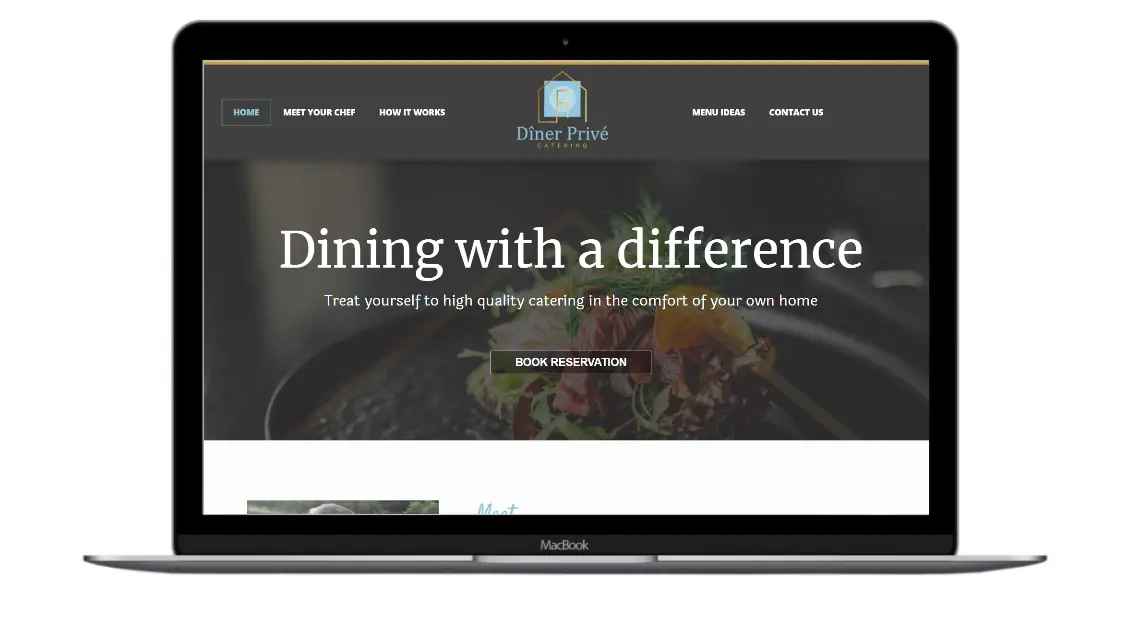 HOME MEET YOUR CHEF HOW IT WORKS MENU IDEAS CONTACT US
Dîner Privé
CATERING
Dining with a difference
Treat yourself to high quality catering in the comfort of your own home
BOOK RESERVATION
Meet
MacBook